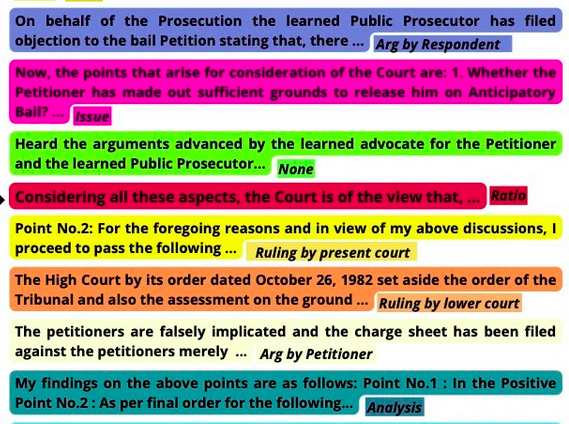 On behalf of the Prosecution the learned Public Prosecutor has filed
objection to the bail Petition stating that, there ... Arg by Respondent
Now, the points that arise for consideration of the Court are: 1. Whether the
Petitioner has made out sufficient grounds to release him on Anticipatory
Bail? ... Issue
Heard the arguments advanced by the learned advocate for the Petitioner
and the learned Public Prosecutor... None
Considering all these aspects, the Court is of the view that, ... Ratio
Point No.2: For the foregoing reasons and in view of my above discussions, I
proceed to pass the following ... Ruling by present court
The High Court by its order dated October 26, 1982 set aside the order of the
Tribunal and also the assessment on the ground ... Ruling by lower court
The petitioners are falsely implicated and the charge sheet has been filed
against the petitioners merely ... Arg by Petitioner
My findings on the above points are as follows: Point No.1 : In the Positive
Point No.2 : As per final order for the following... Analysis